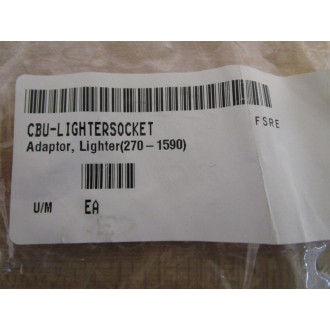 CBU-LIGHTERSOCKET
FSRE
Adaptor, Lighter(270-1590)
U/M EA